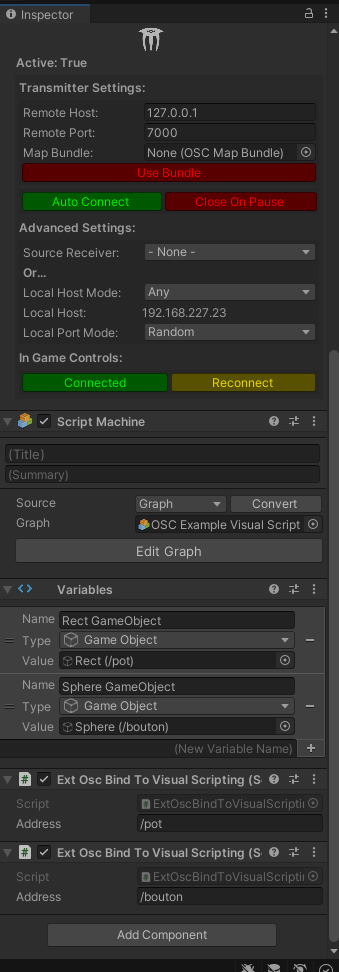 Inspector
Active: True
Transmitter Settings:
Remote Host: 127.0.0.1
Remote Port: 7000
Map Bundle: None (OSC Map Bundle)
Use Bundle
Auto Connect Close On Pause
Advanced Settings:
Source Receiver: - None -
Or...
Local Host Mode: Any
Local Host: 192.168.227.23
Local Port Mode: Random
In Game Controls:
Connected Reconnect
Script Machine
(Title)
(Summary)
Source Graph Convert
Graph OSC Example Visual Script
Edit Graph
Variables
Name Rect GameObject
Type Game Object
Value Rect (/pot)
Name Sphere GameObject
Type Game Object
Value Sphere (/bouton)
(New Variable Name)
Ext Osc Bind To Visual Scripting (S
Script ExtOscBindToVisualScriptin
Address /pot
Ext Osc Bind To Visual Scripting (S
Script ExtOscBindToVisualScriptin
Address /bouton
Add Component